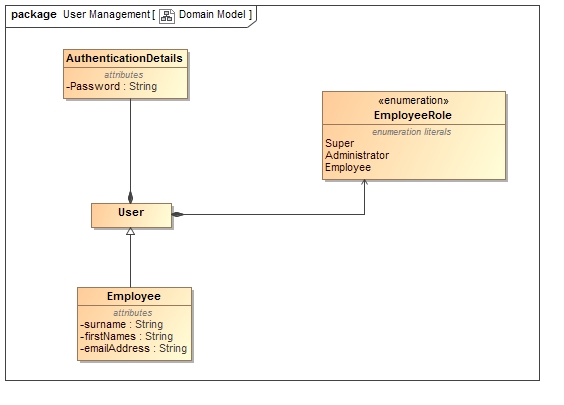 package User Management [ Domain Model ]
AuthenticationDetails
attributes
-Password : String
«enumeration»
EmployeeRole
enumeration literals
Super
Administrator
Employee
User
Employee
attributes
-surname : String
-firstNames : String
-emailAddress : String